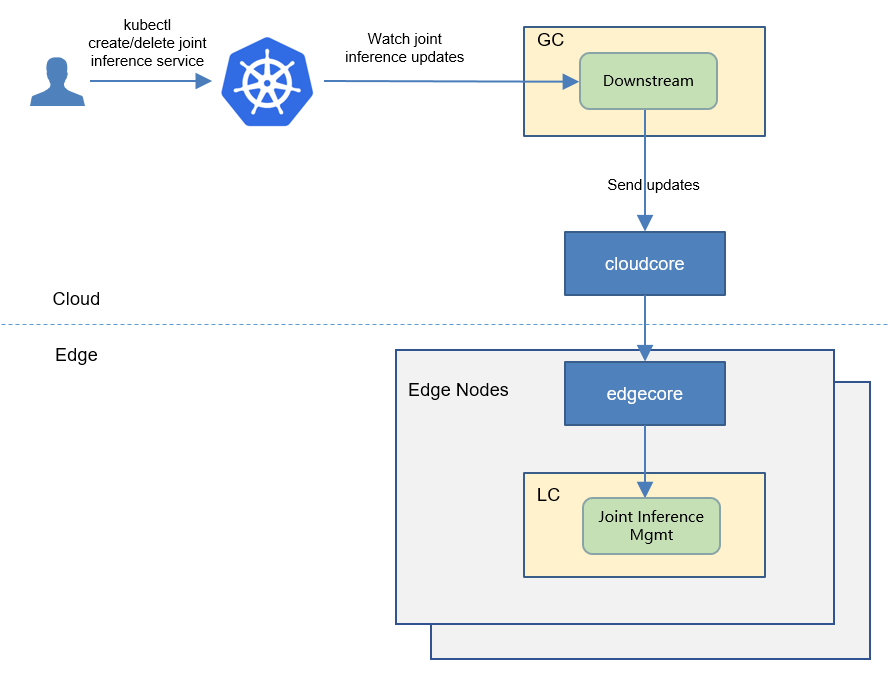 kubectl
create/delete joint
inference service
Watch joint
inference updates
GC
Downstream
Send updates
cloudcore
Cloud
Edge
Edge Nodes
edgecore
LC
Joint Inference
Mgmt